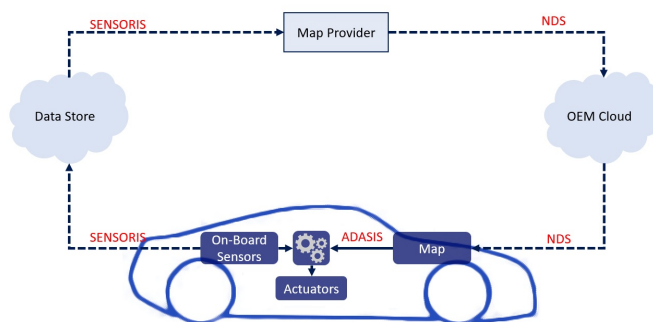 SENSORIS
Map Provider
NDS
Data Store
OEM Cloud
SENSORIS
On-Board
Sensors
ADASIS
Map
NDS
Actuators